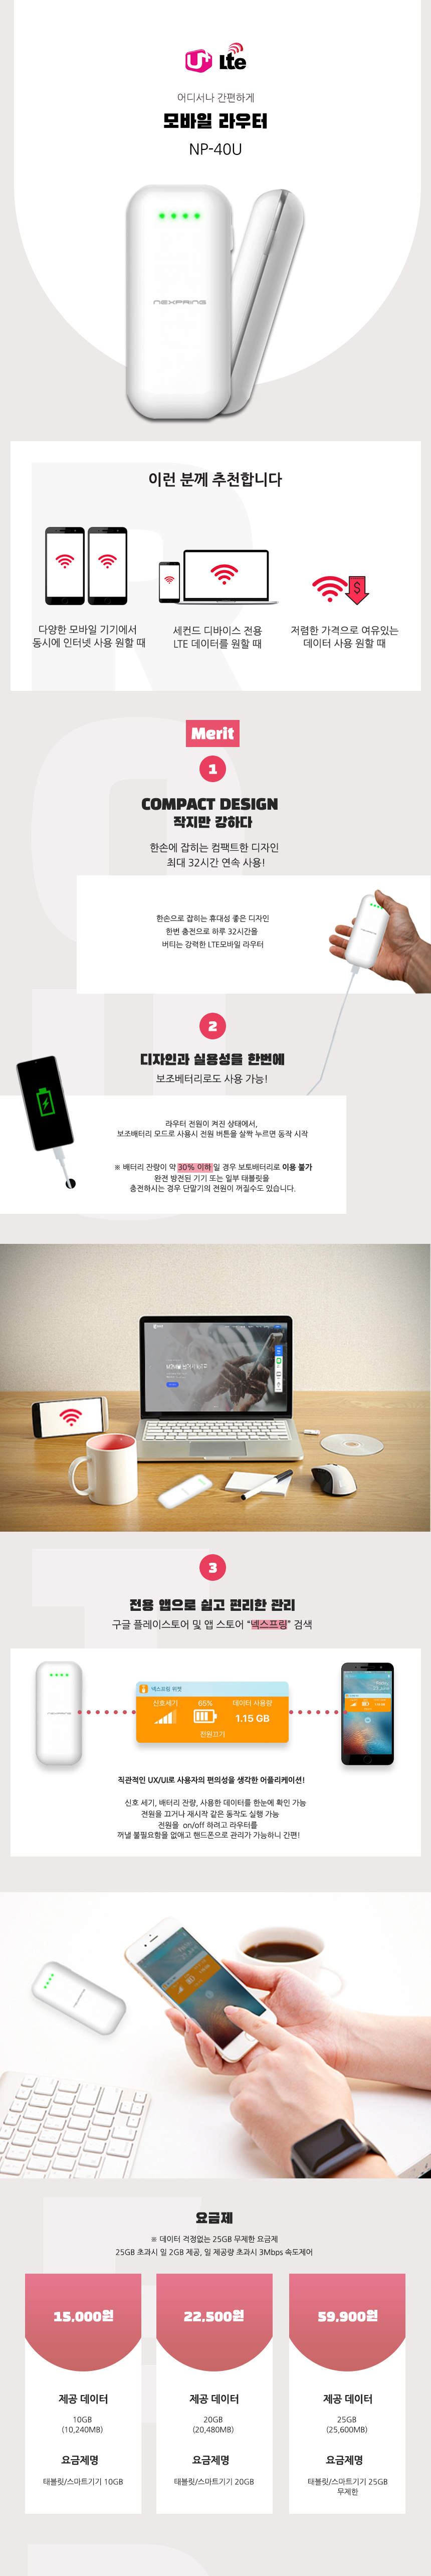 U+ Lte
어디서나 간편하게
모바일 라우터
NP-40U
NEXPRING
이런 분께 추천합니다
다양한 모바일 기기에서
동시에 인터넷 사용 원할 때
세컨드 디바이스 전용
LTE 데이터를 원할 때
$
저렴한 가격으로 여유있는
데이터 사용 원할 때
Merit
1
COMPACT DESIGN
작지만 강하다
한손에 잡히는 컴팩트한 디자인
최대 32시간 연속 사용!
한손으로 잡히는 휴대성 좋은 디자인
한번 충전으로 하루 32시간을
버티는 강력한 LTE모바일 라우터
2
디자인과 실용성을 한번에
보조베터리로도 사용 가능!
라우터 전원이 켜진 상태에서,
보조배터리 모드로 사용시 전원 버튼을 살짝 누르면 동작 시작
※ 배터리 잔량이 약 30% 이하 일 경우 보토배터리로 이용 불가
완전 방전된 기기 또는 일부 태블릿을
충전하시는 경우 단말기의 전원이 꺼질수도 있습니다.
3
전용 앱으로 쉽고 편리한 관리
구글 플레이스토어 및 앱 스토어 “넥스프링” 검색
NEXPRING
넥스프링 위젯
신호세기 65% 데이터 사용량
1.15 GB
전원끄기
직관적인 UX/UI로 사용자의 편의성을 생각한 어플리케이션!
신호 세기, 배터리 잔량, 사용한 데이터를 한눈에 확인 가능
전원을 끄거나 재시작 같은 동작도 실행 가능
전원을 on/off 하려고 라우터를
꺼낼 불필요함을 없애고 핸드폰으로 관리가 가능하니 간편!
요금제
※ 데이터 걱정없는 25GB 무제한 요금제
25GB 초과시 일 2GB 제공, 일 제공량 초과시 3Mbps 속도제어
15,000원
제공 데이터
10GB
(10,240MB)
요금제명
태블릿/스마트기기 10GB
22,500원
제공 데이터
20GB
(20,480MB)
요금제명
태블릿/스마트기기 20GB
59,900원
제공 데이터
25GB
(25,600MB)
요금제명
태블릿/스마트기기 25GB
무제한